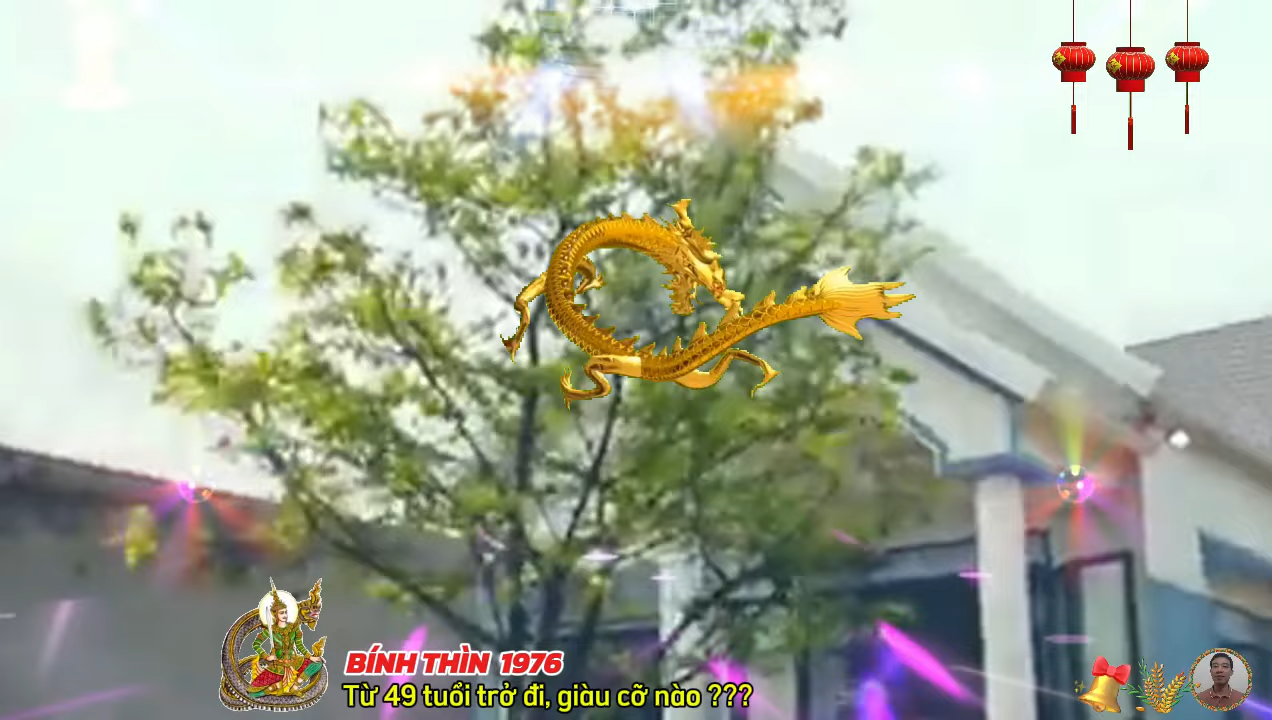 BÍNH THÌN 1976
Từ 49 tuổi trở đi, giàu cỡ nào ???